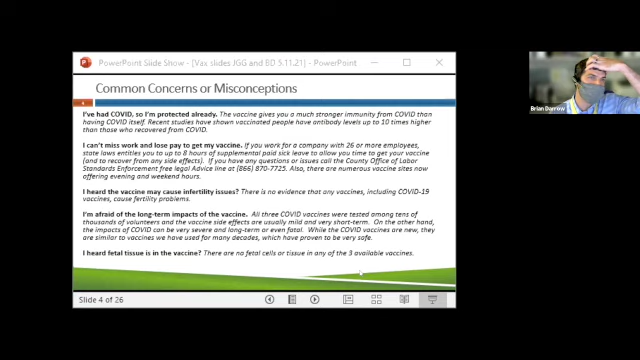 PowerPoint Slide Show - [Vax slides JGG and BD 5.11.21] - PowerPoint
Common Concerns or Misconceptions
4
I've had COVID, so I'm protected already. The vaccine gives you a much stronger immunity from COVID than
having COVID itself. Recent studies have shown vaccinated people have antibody levels up to 10 times higher
than those who recovered from COVID.
I can't miss work and lose pay to get my vaccine. If you work for a company with 26 or more employees,
state laws entitles you to up to 8 hours of supplemental paid sick leave to allow you time to get your vaccine
(and to recover from any side effects). If you have any questions or issues call the County Office of Labor
Standards Enforcement free legal Advice line at (866) 870-7725. Also, there are numerous vaccine sites now
offering evening and weekend hours.
I heard the vaccine may cause infertility issues? There is no evidence that any vaccines, including COVID-19
vaccines, cause fertility problems.
I'm afraid of the long-term impacts of the vaccine. All three COVID vaccines were tested among tens of
thousands of volunteers and the vaccine side effects are usually mild and very short-term. On the other hand,
the impacts of COVID can be very severe and long-term or even fatal. While the COVID vaccines are new, they
are similar to vaccines we have used for many decades, which have proven to be very safe.
I heard fetal tissue is in the vaccine? There are no fetal cells or tissue in any of the 3 available vaccines.
Slide 4 of 26
Brian Darrow